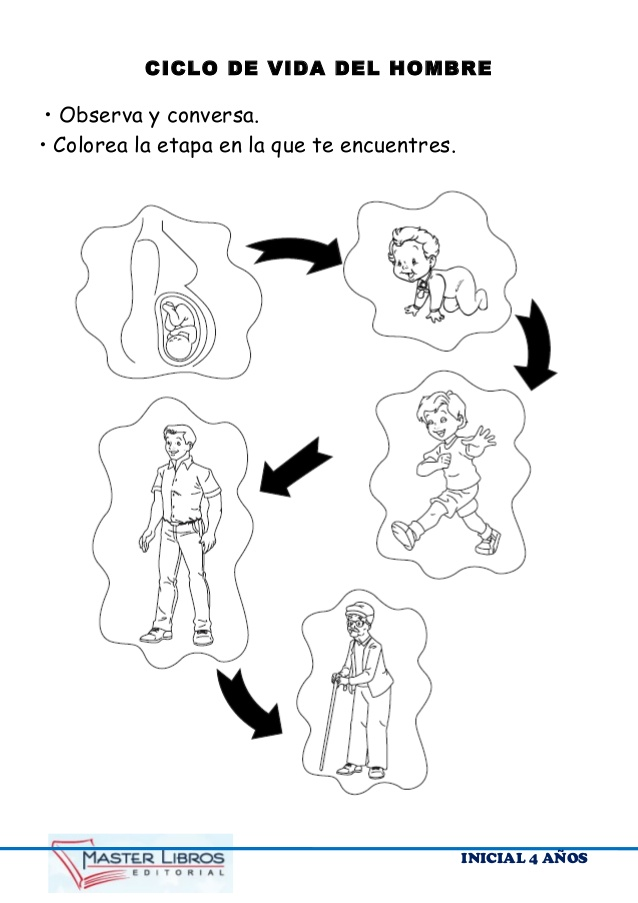 CICLO DE VIDA DEL HOMBRE
• Observa y conversa.
• Colorea la etapa en la que te encuentres.
MASTER LIBROS
EDITORIAL
INICIAL 4 AÑOS